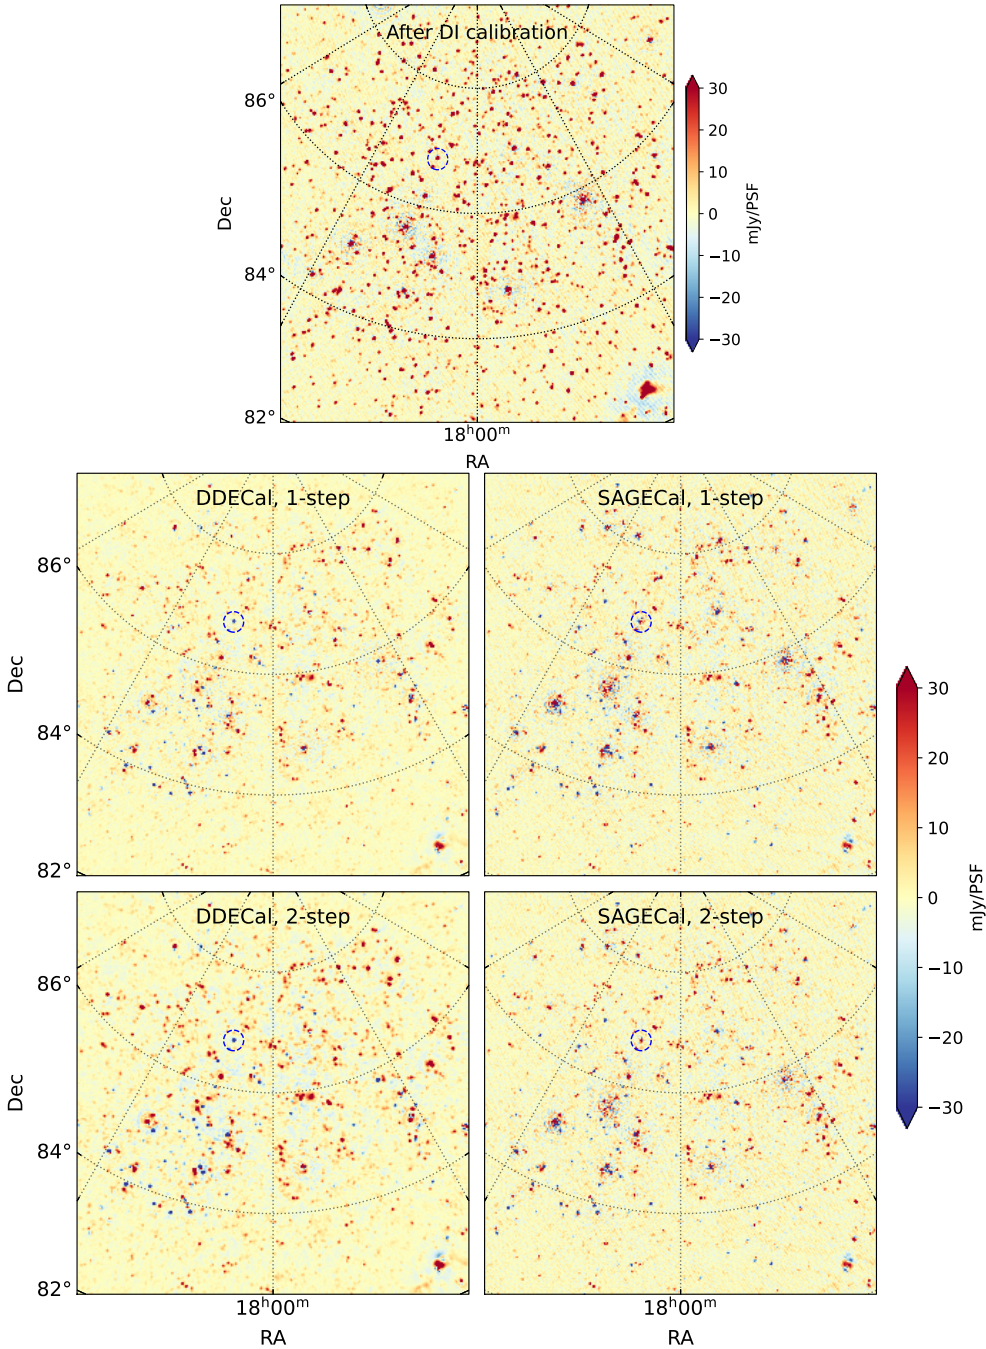 After DI calibration
86°
84°
82°
Dec
18ʰ00ᵐ
RA
30
20
10
0
−10
−20
−30
mJy/PSF
DDECal, 1-step
SAGECal, 1-step
86°
84°
82°
Dec
DDECal, 2-step
SAGECal, 2-step
86°
84°
82°
Dec
18ʰ00ᵐ
18ʰ00ᵐ
RA
RA
30
20
10
0
−10
−20
−30
mJy/PSF